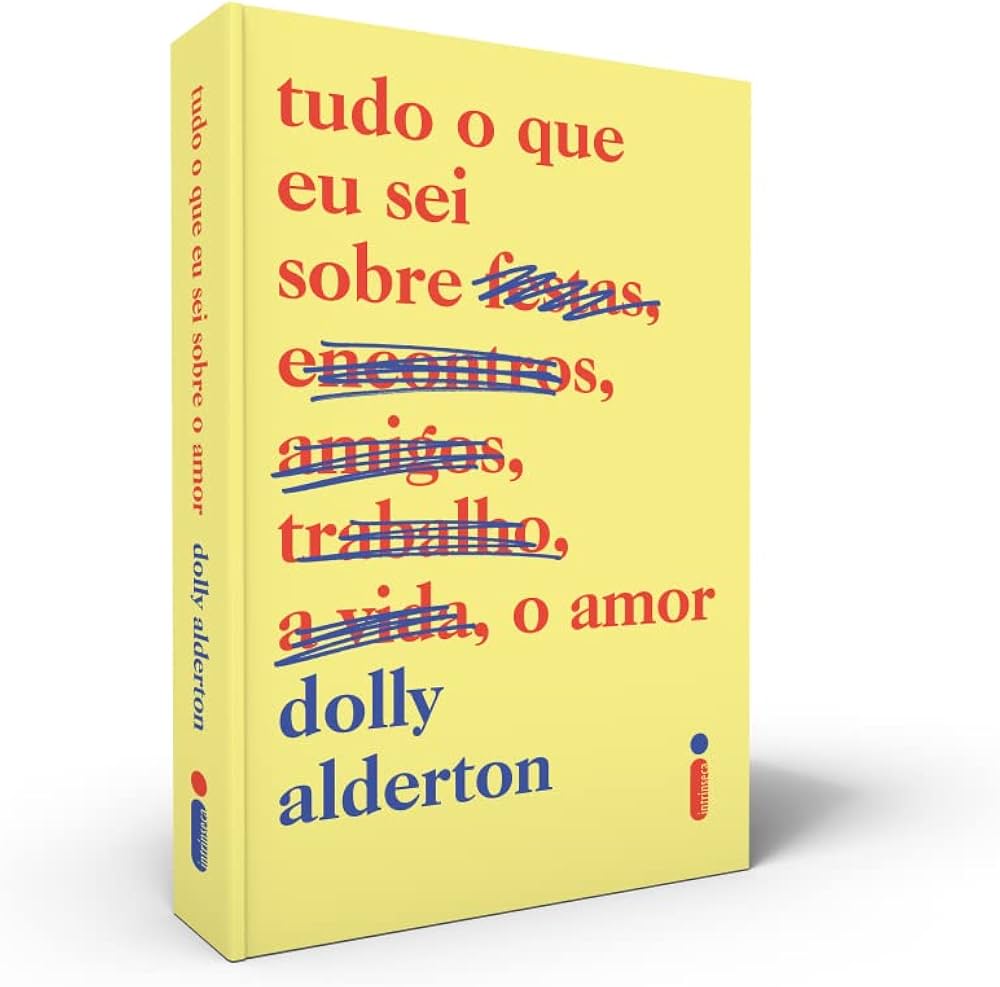 tudo o que
eu sei
sobre festas,
encontros,
amigos,
trabalho,
a vida, o amor
dolly
alderton
intrínseca
tudo o que eu sei sobre o amor dolly alderton
intrínseca